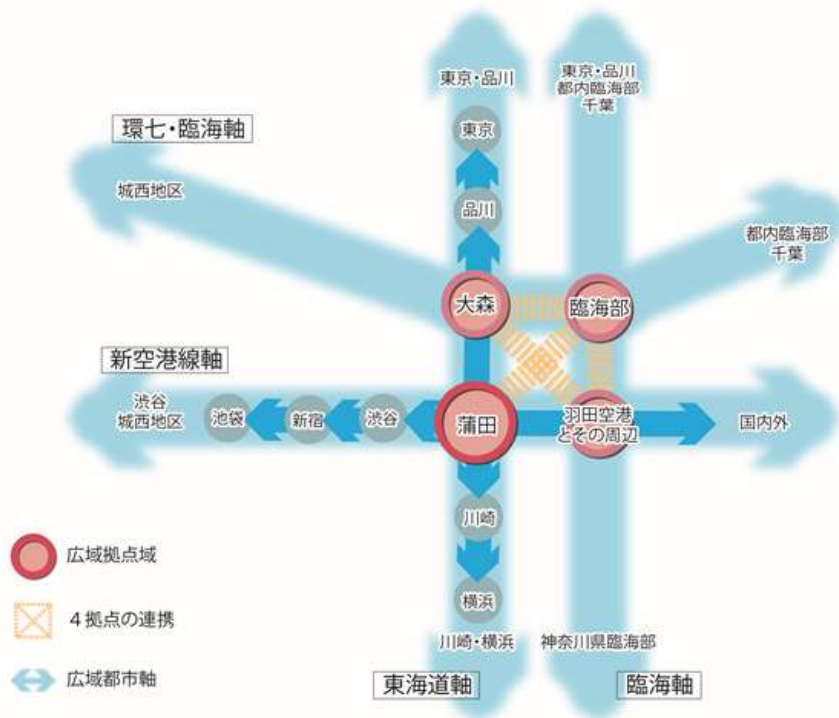 東京・品川
東京・品川
都内臨海部
千葉
環七・臨海軸
東京
城西地区
品川
都内臨海部
千葉
大森
臨海部
新空港線軸
渋谷
城西地区
池袋
新宿
渋谷
蒲田
羽田空港
とその周辺
国内外
川崎
広域拠点域
横浜
4拠点の連携
川崎・横浜
神奈川県臨海部
広域都市軸
東海道軸
臨海軸